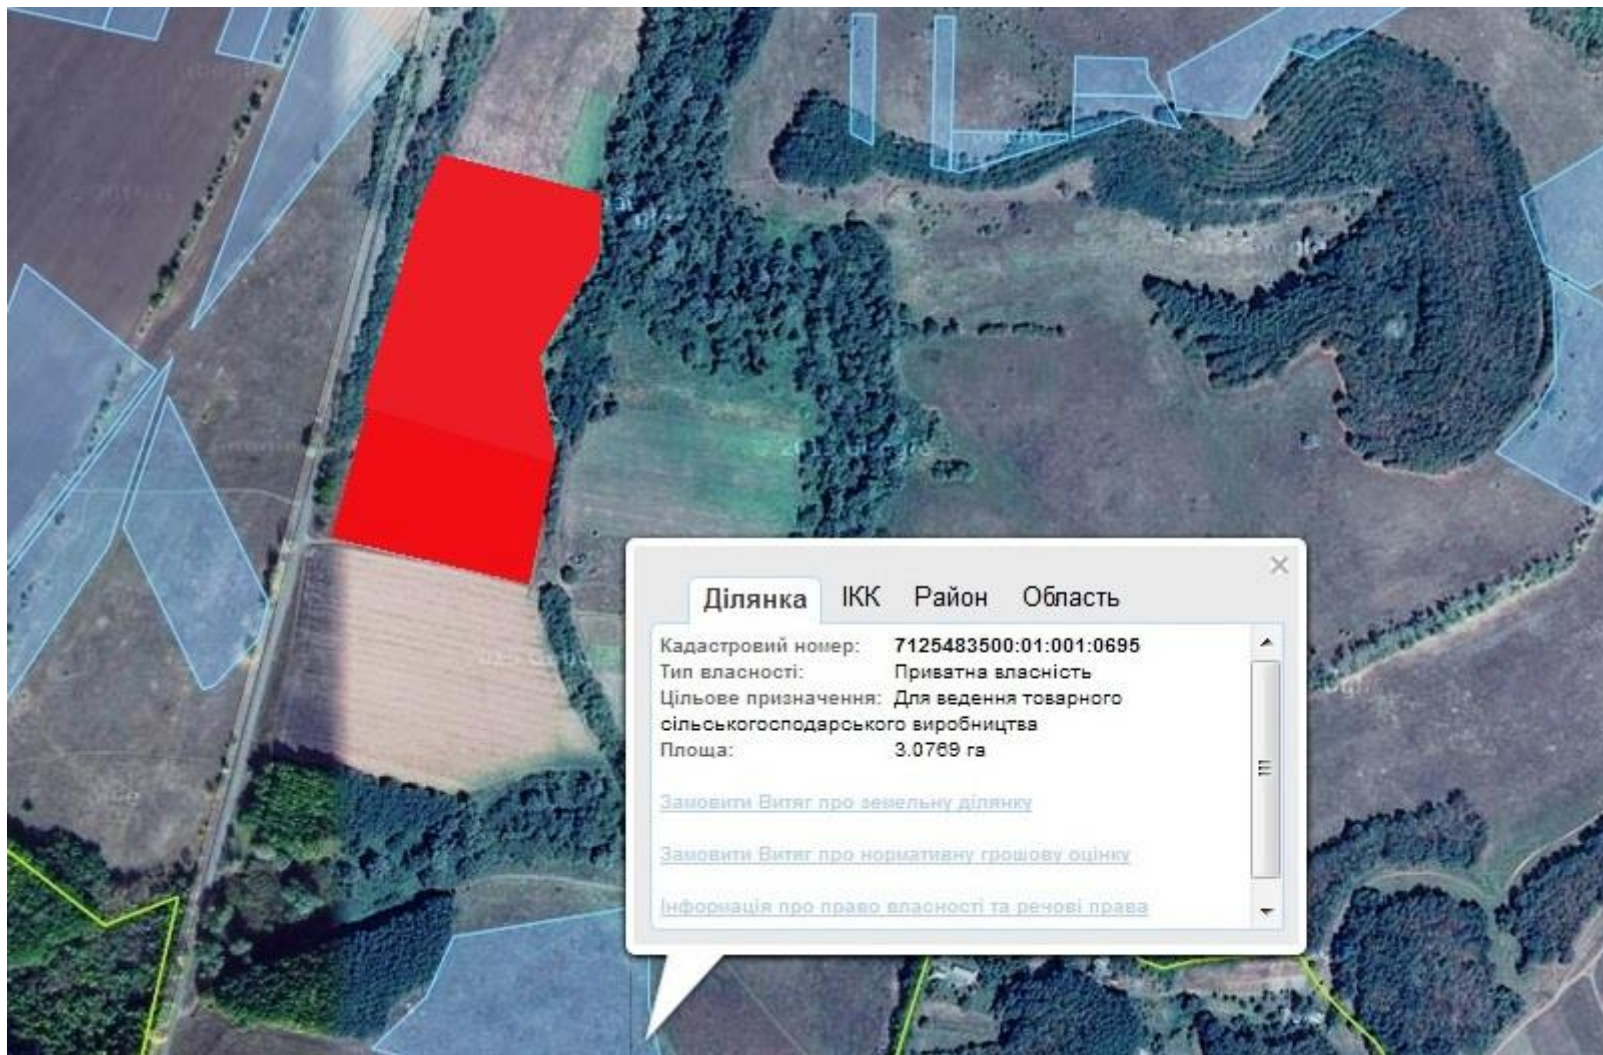 Ділянка ІКК Район Область
Кадастровий номер: 7125483500:01:001:0695
Тип власності: Приватна власність
Цільове призначення: Для ведення товарного
сільськогосподарського виробництва
Площа: 3.0769 га
Замовити Витяг про земельну ділянку
Замовити Витяг про нормативну грошову оцінку
Інформація про право власності та речові права